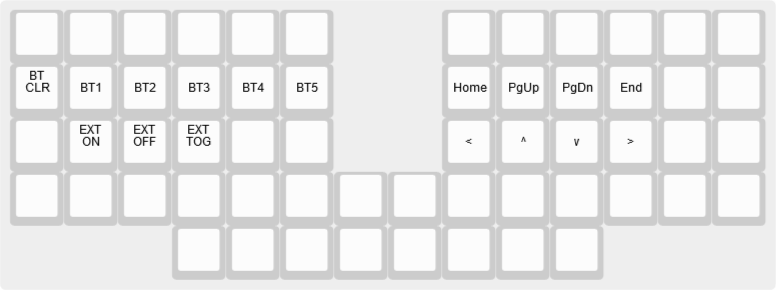 BT
CLR
BT1
BT2
BT3
BT4
BT5
Home
PgUp
PgDn
End
EXT
ON
EXT
OFF
EXT
TOG
<
^
v
>